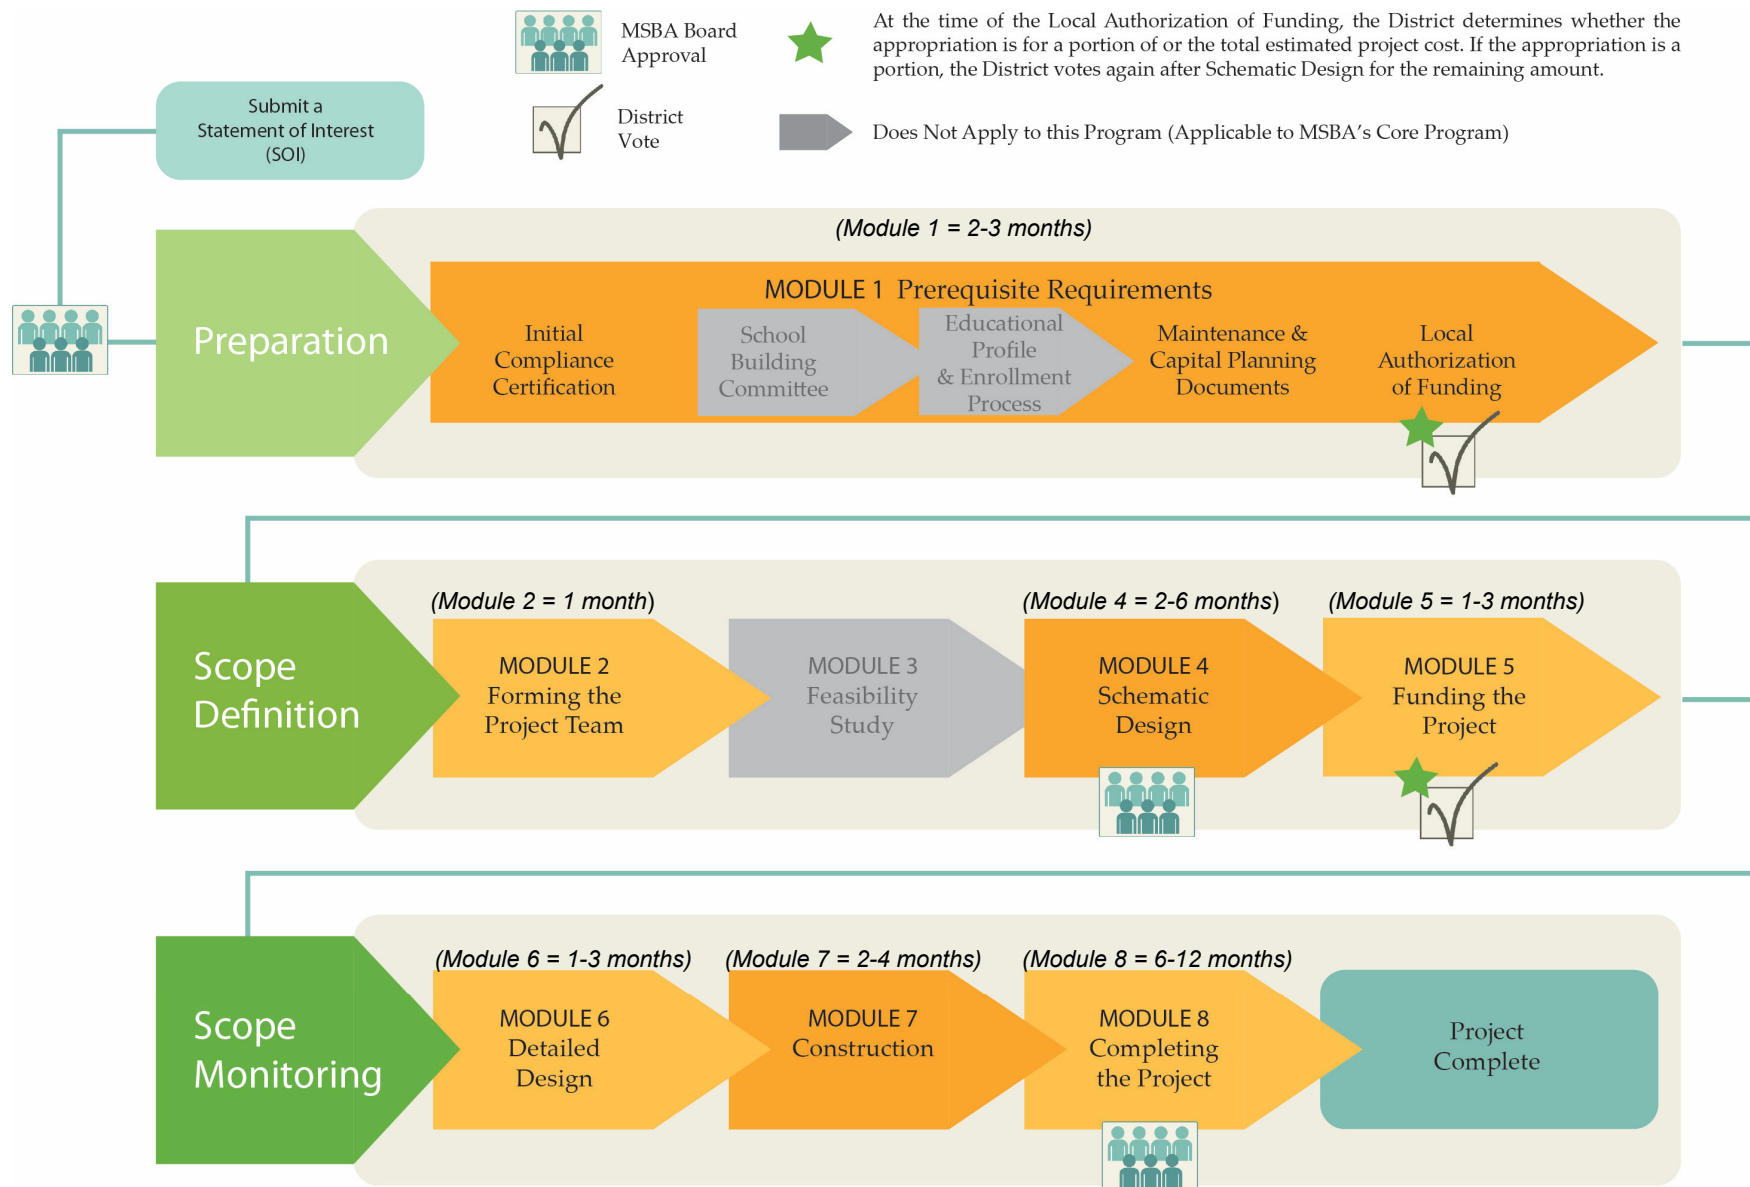 MSBA Board
Approval
At the time of the Local Authorization of Funding, the District determines whether the
appropriation is for a portion of or the total estimated project cost. If the appropriation is a
portion, the District votes again after Schematic Design for the remaining amount.
District
Vote
Does Not Apply to this Program (Applicable to MSBA’s Core Program)
Submit a
Statement of Interest
(SOI)
Preparation
(Module 1 = 2-3 months)
MODULE 1 Prerequisite Requirements
Initial
Compliance
Certification
School
Building
Committee
Educational
Profile
& Enrollment
Process
Maintenance &
Capital Planning
Documents
Local
Authorization
of Funding
Scope
Definition
(Module 2 = 1 month)
MODULE 2
Forming the
Project Team
MODULE 3
Feasibility
Study
(Module 4 = 2-6 months)
MODULE 4
Schematic
Design
(Module 5 = 1-3 months)
MODULE 5
Funding the
Project
Scope
Monitoring
(Module 6 = 1-3 months)
MODULE 6
Detailed
Design
(Module 7 = 2-4 months)
MODULE 7
Construction
(Module 8 = 6-12 months)
MODULE 8
Completing
the Project
Project
Complete